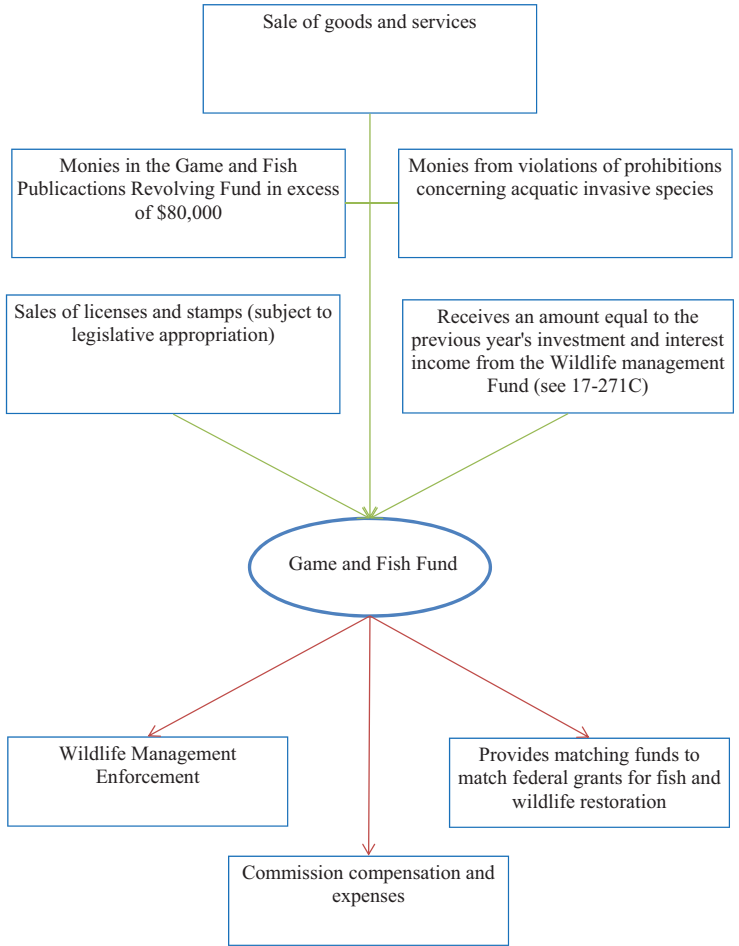 Sale of goods and services
Monies in the Game and Fish
Publicactions Revolving Fund in excess
of $80,000
Monies from violations of prohibitions
concerning acquatic invasive species
Sales of licenses and stamps (subject to
legislative appropriation)
Receives an amount equal to the
previous year's investment and interest
income from the Wildlife management
Fund (see 17-271C)
Game and Fish Fund
Wildlife Management
Enforcement
Provides matching funds to
match federal grants for fish and
wildlife restoration
Commission compensation and
expenses